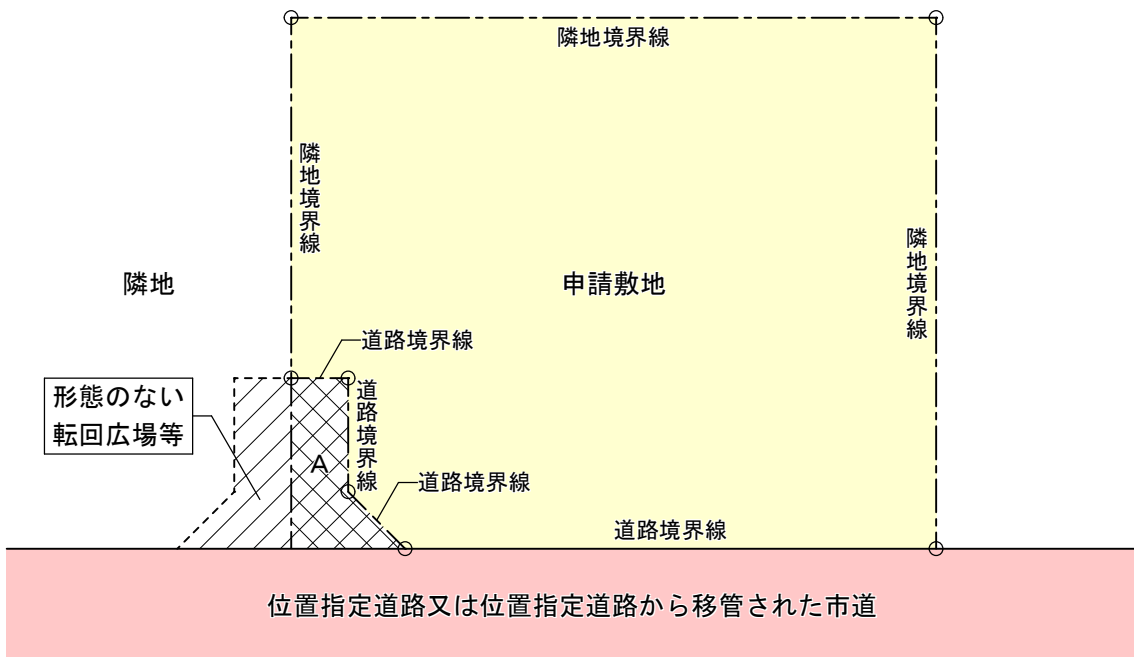 隣地境界線
隣地境界線
隣地境界線
隣地
申請敷地
道路境界線
形態のない
転回広場等
道路境界線
A
道路境界線
道路境界線
位置指定道路又は位置指定道路から移管された市道